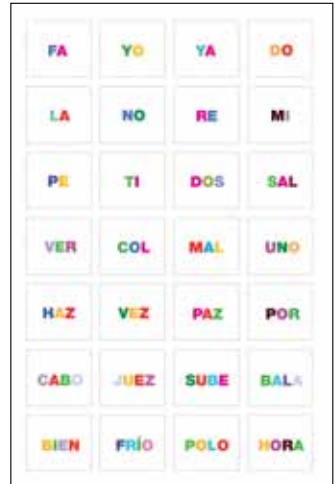 FA YO YA DO
LA NO RE MI
PE TI DOS SAL
VER COL MAL UNO
HAZ VEZ PAZ POR
CABO JUEZ SUBE BALA
BIEN FRÍO POLO HORA